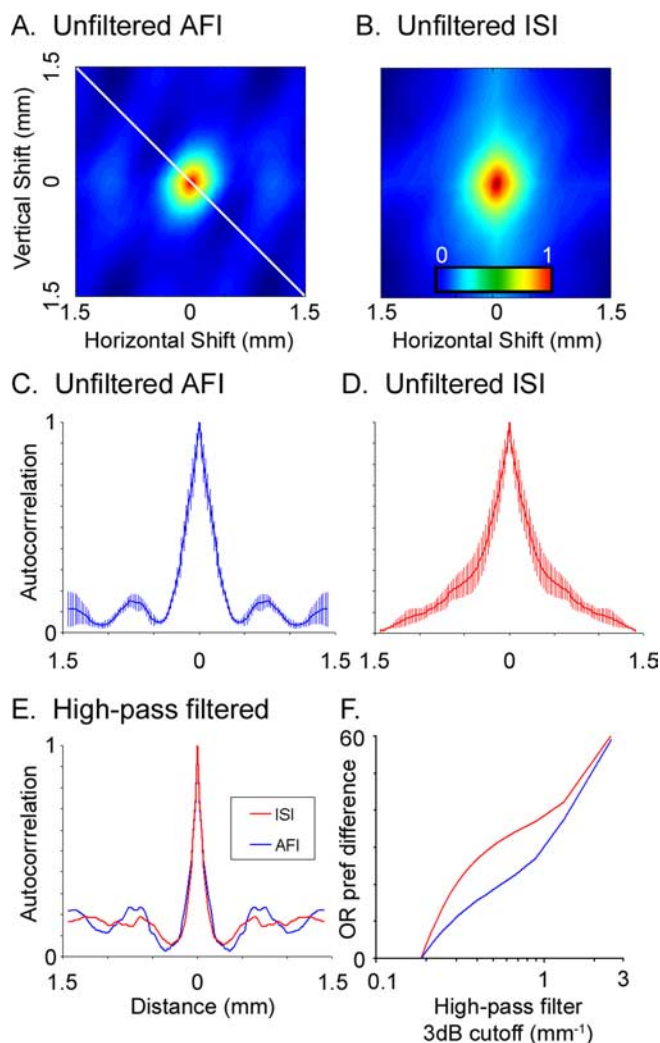 A. Unfiltered AFI
B. Unfiltered ISI
1.5
Vertical Shift (mm)
0
1.5
1.5
0
1.5
Horizontal Shift (mm)
0
1
1.5
0
1.5
Horizontal Shift (mm)
C. Unfiltered AFI
D. Unfiltered ISI
1
Autocorrrelation
0
1.5
0
1.5
1.5
0
1.5
E. High-pass filtered
F.
1
Autocorrrelation
0
ISI
AFI
1.5
0
1.5
Distance (mm)
60
OR pref difference
0
0.1
1
3
High-pass filter
3dB cutoff (mm-1)